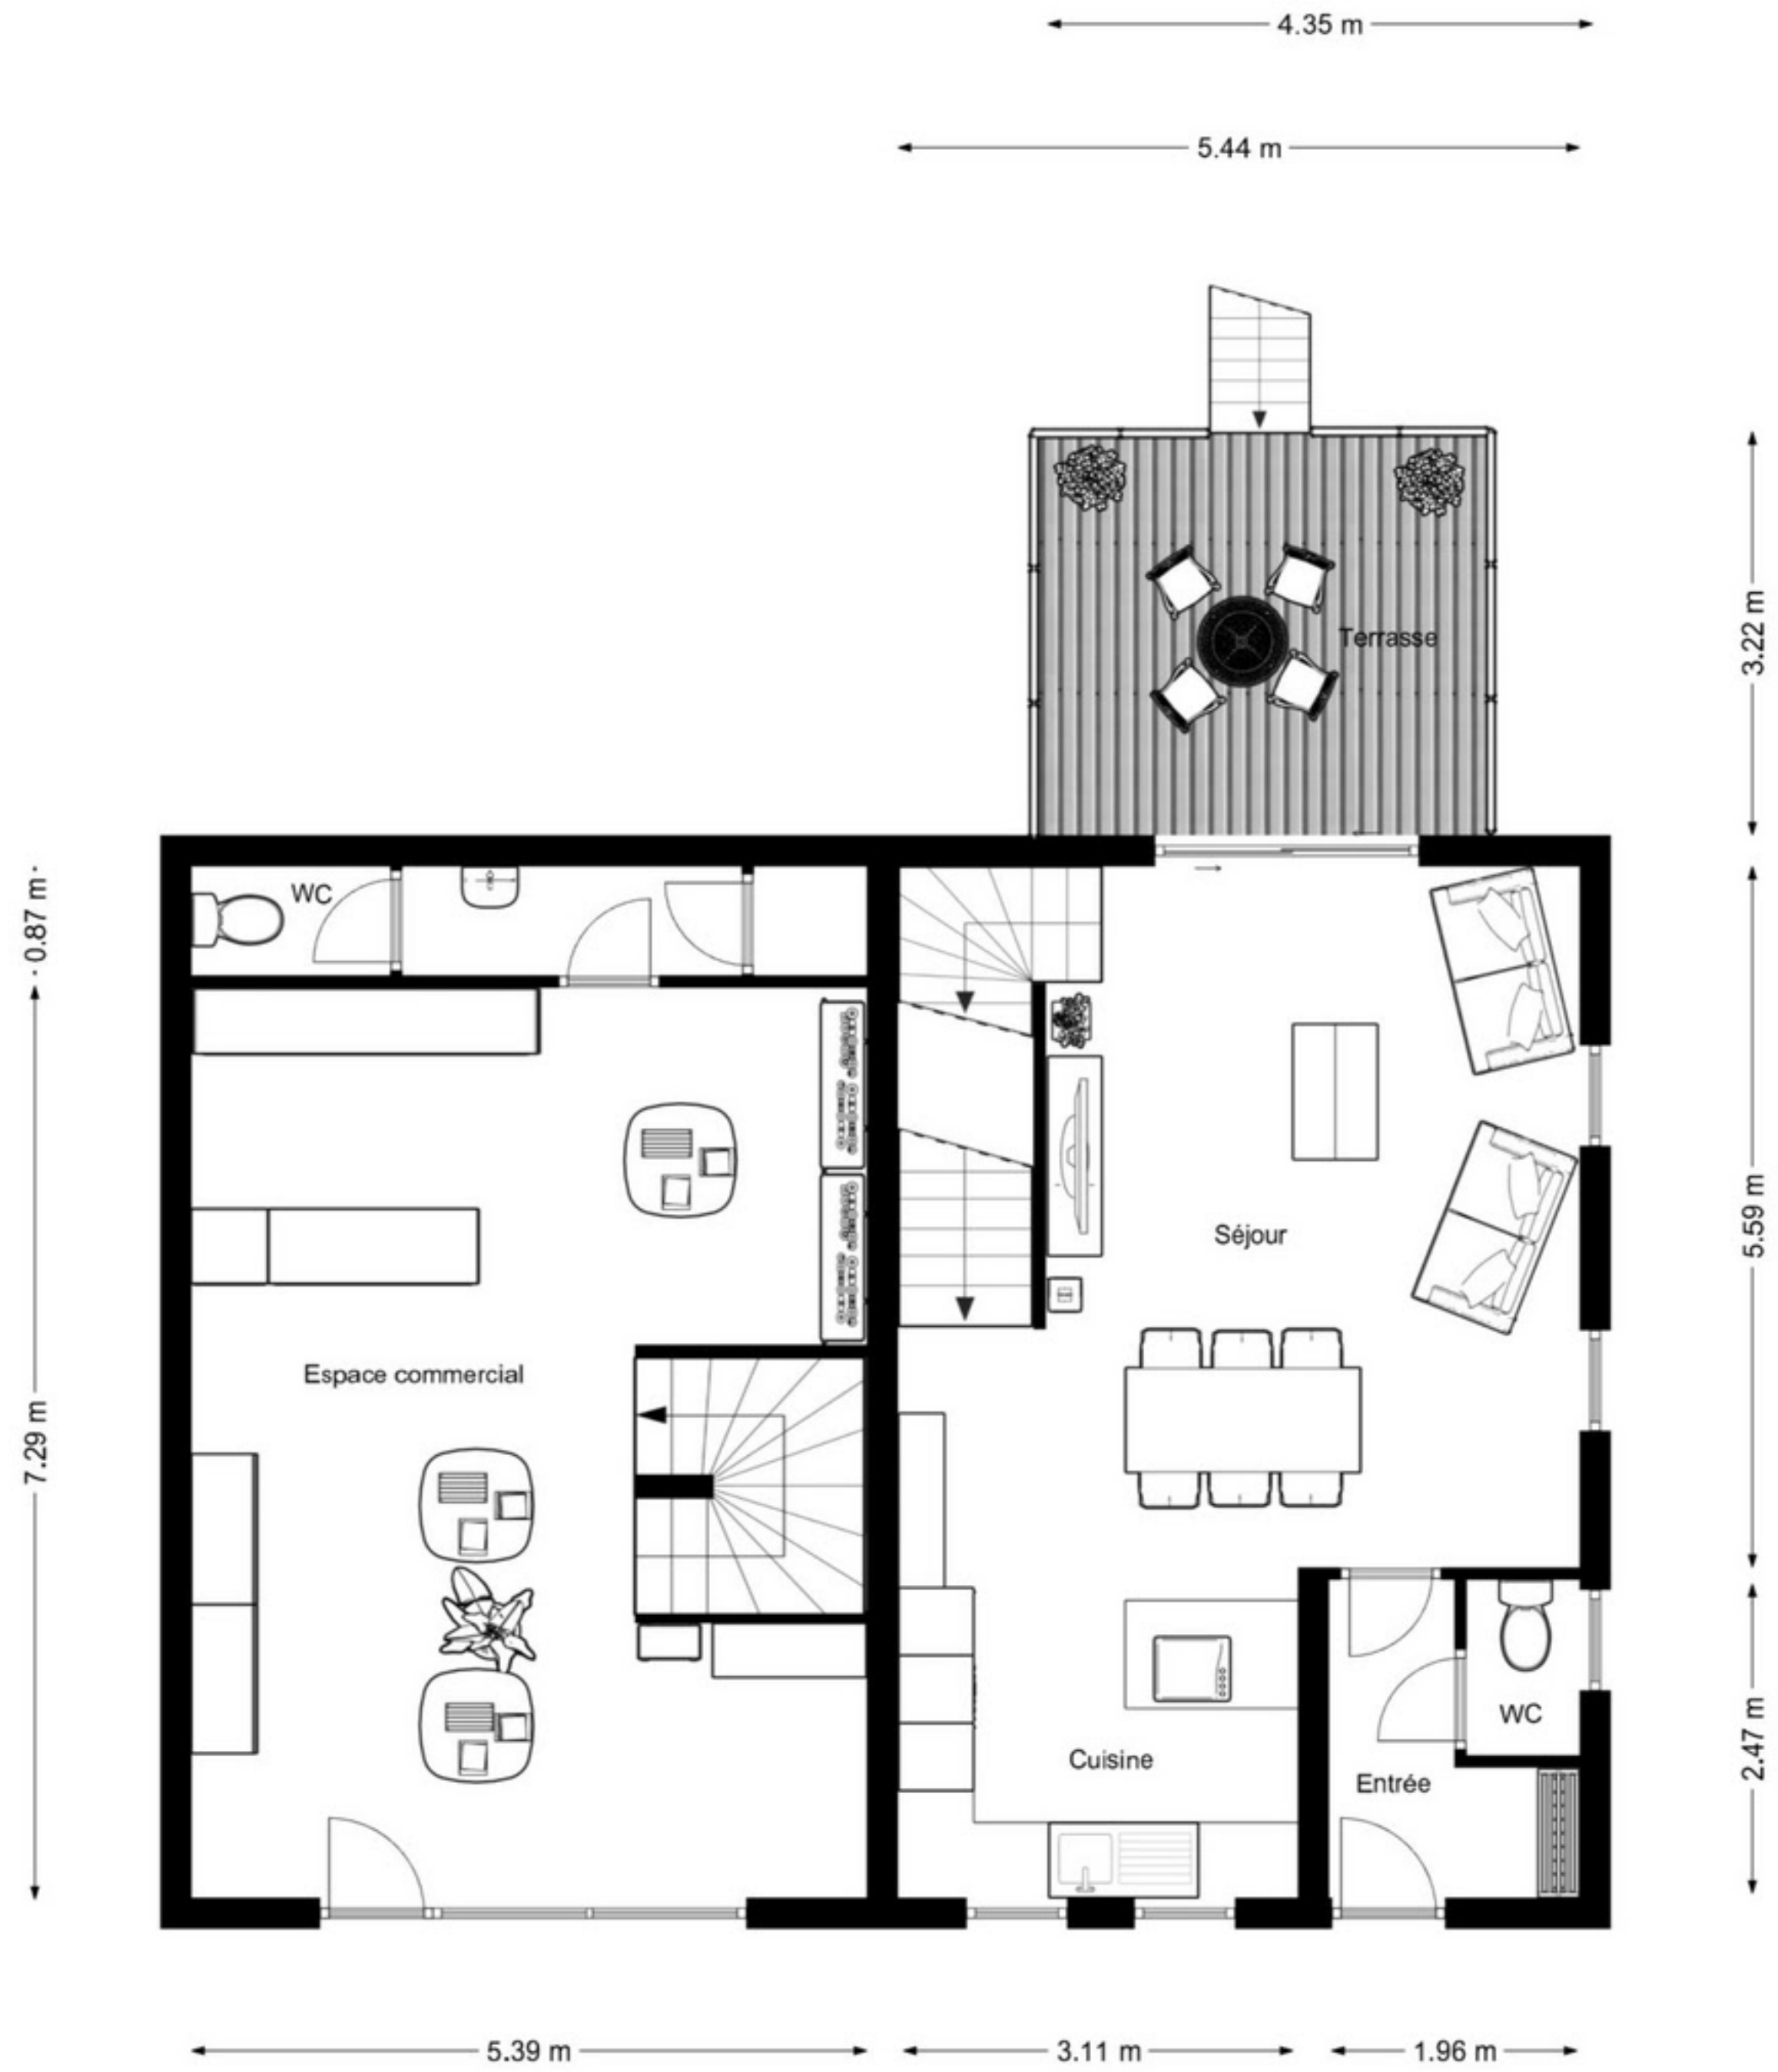 4.35 m
5.44 m
Terrasse
3.22 m
0.87 m
WC
Séjour
5.59 m
Espace commercial
7.29 m
WC
2.47 m
Cuisine
Entrée
5.39 m
3.11 m
1.96 m